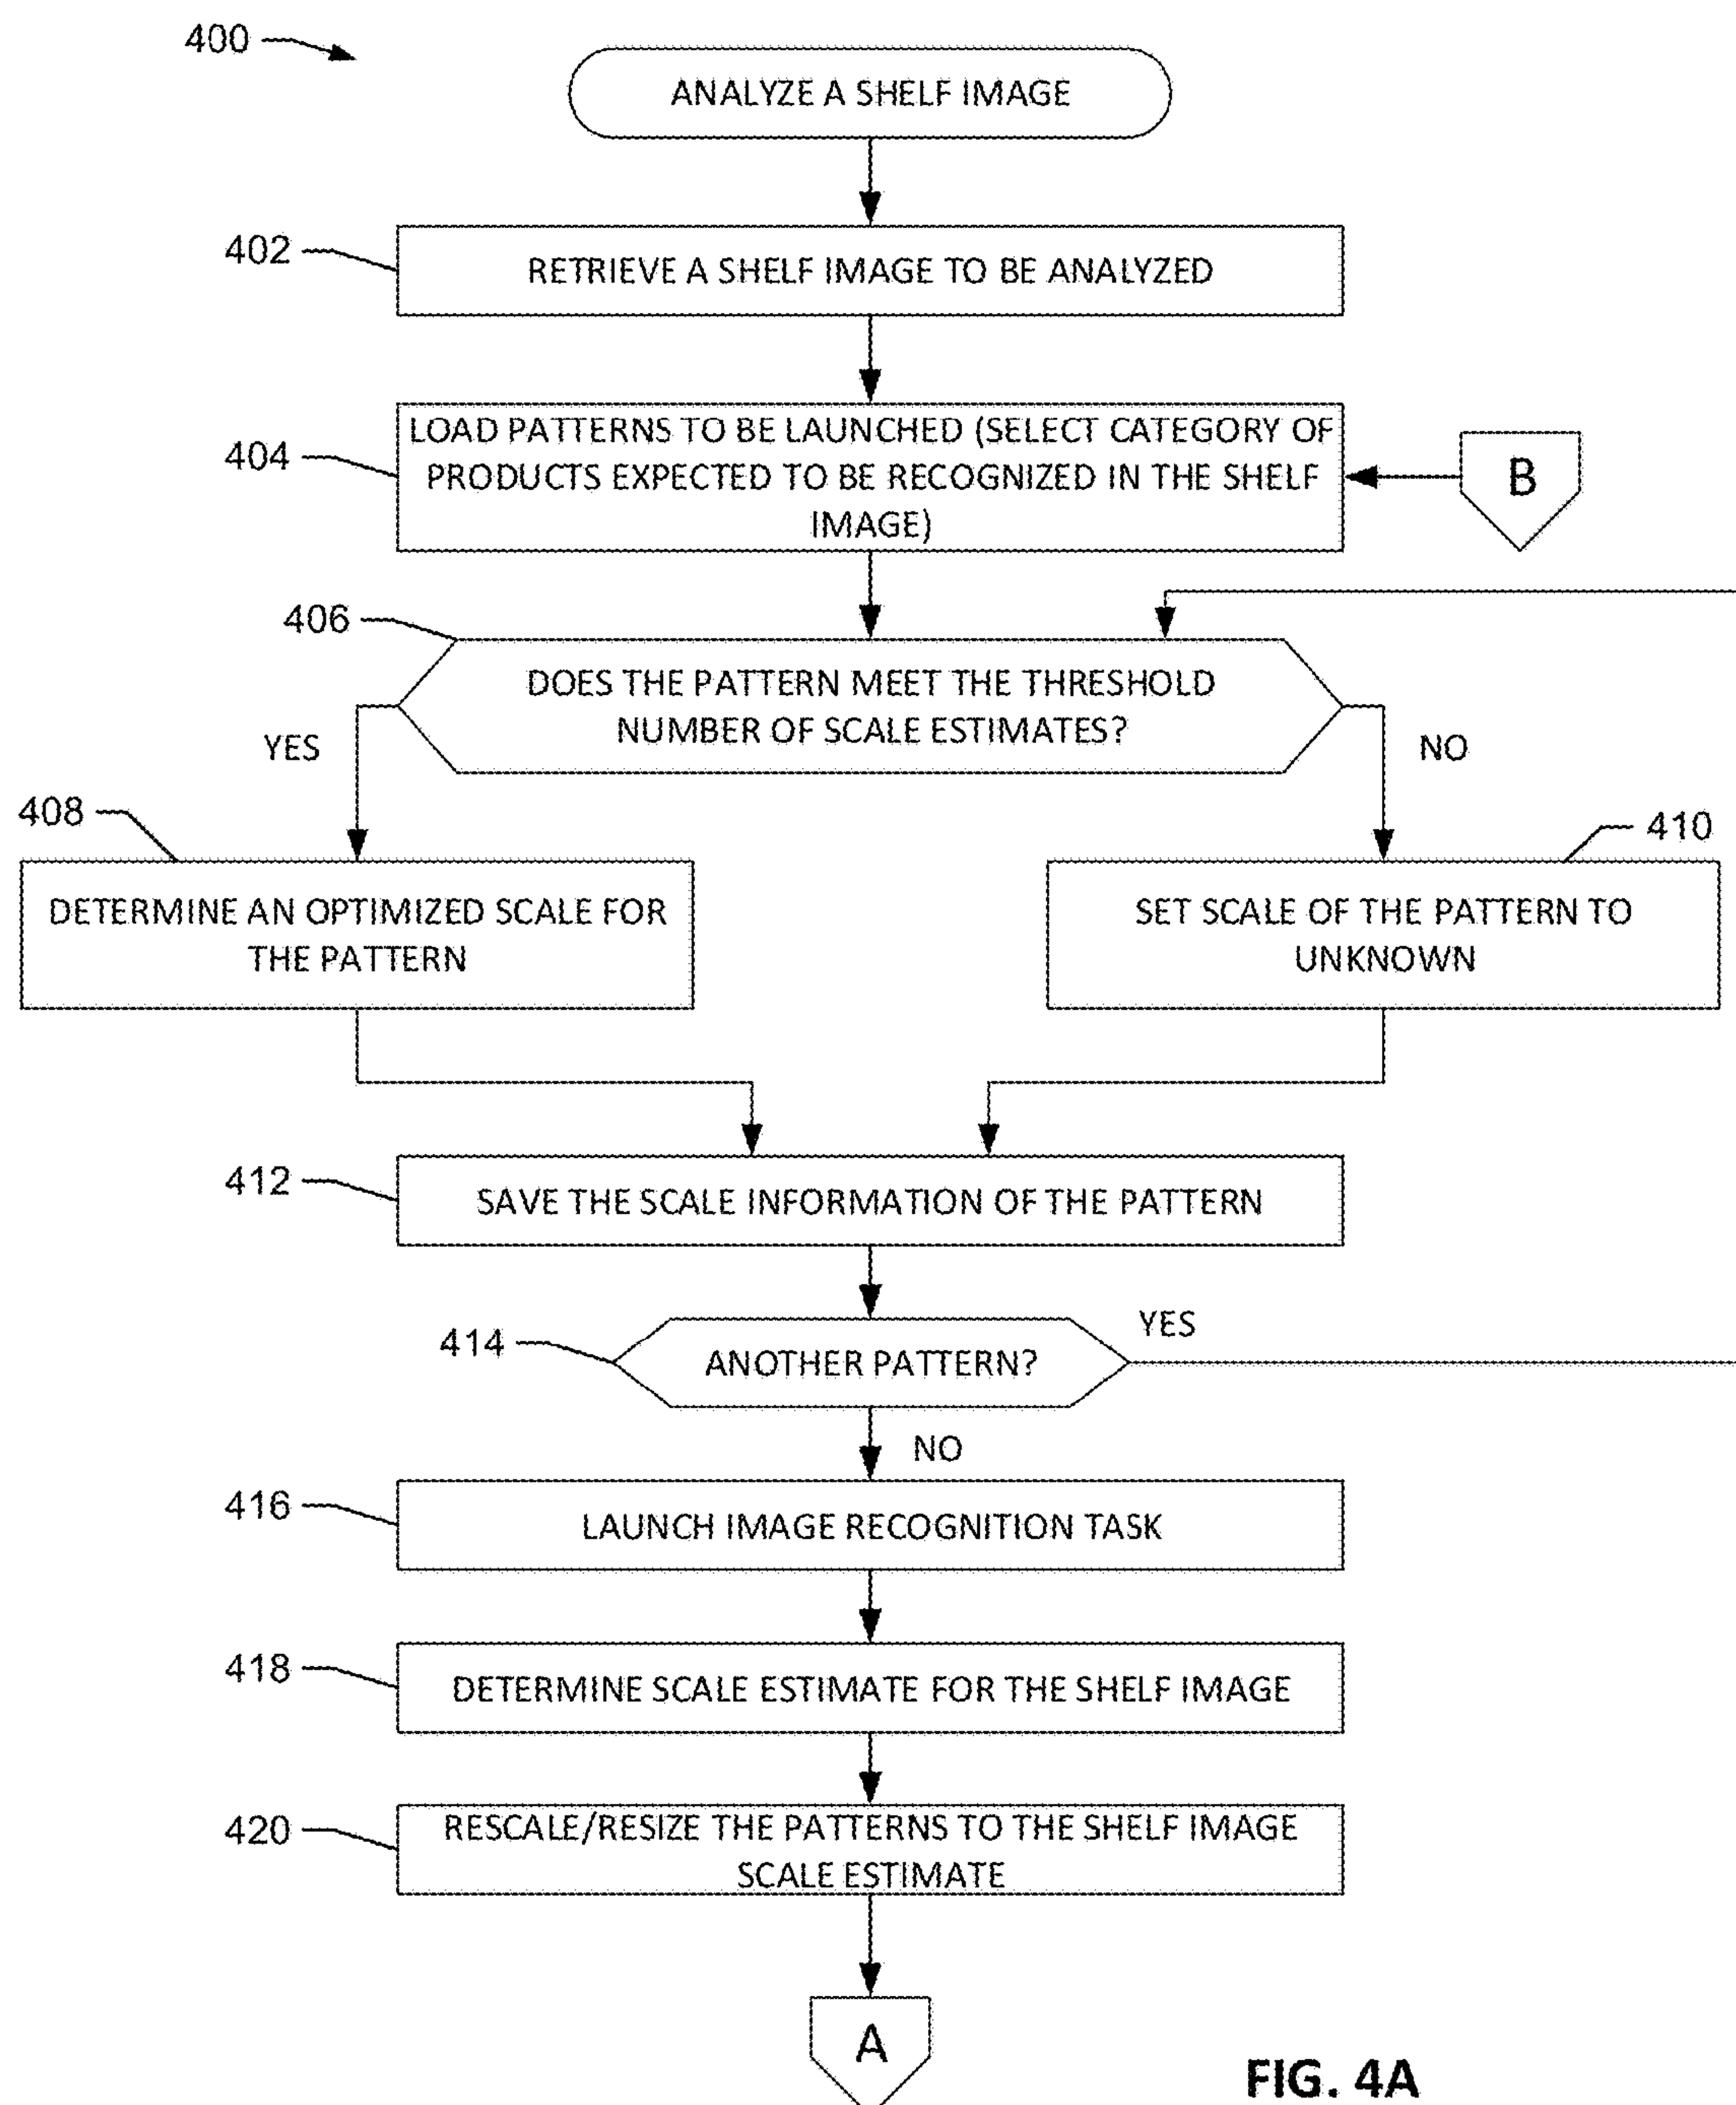 400
ANALYZE A SHELF IMAGE
402
RETRIEVE A SHELF IMAGE TO BE ANALYZED
404
LOAD PATTERNS TO BE LAUNCHED (SELECT CATEGORY OF
PRODUCTS EXPECTED TO BE RECOGNIZED IN THE SHELF
IMAGE)
B
406
DOES THE PATTERN MEET THE THRESHOLD
NUMBER OF SCALE ESTIMATES?
YES
NO
408
DETERMINE AN OPTIMIZED SCALE FOR
THE PATTERN
410
SET SCALE OF THE PATTERN TO
UNKNOWN
412
SAVE THE SCALE INFORMATION OF THE PATTERN
414
ANOTHER PATTERN?
YES
NO
416
LAUNCH IMAGE RECOGNITION TASK
418
DETERMINE SCALE ESTIMATE FOR THE SHELF IMAGE
420
RESCALE/RESIZE THE PATTERNS TO THE SHELF IMAGE
SCALE ESTIMATE
A
FIG. 4A